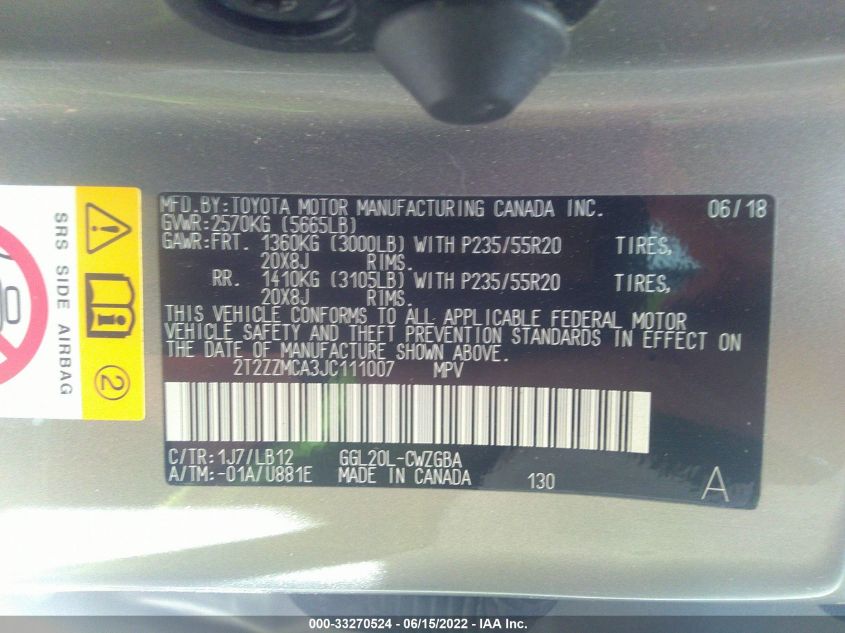 MFD.BY:TOYOTA MOTOR MANUFACTURING CANADA INC. 06/18
GVWR:2570KG (5665LB)
GAWR:FRT. 1360KG (3000LB) WITH P235/55R20 TIRES,
20X8J RIMS.
RR. 1410KG (3105LB) WITH P235/55R20 TIRES,
20X8J RIMS.
THIS VEHICLE CONFORMS TO ALL APPLICABLE FEDERAL MOTOR
VEHICLE SAFETY AND THEFT PREVENTION STANDARDS IN EFFECT ON
THE DATE OF MANUFACTURE SHOWN ABOVE.
2T2ZZMCA3JC111007 MPV
C/TR:1J7/LB12 GGL20L-CWZGBA
A/TM:-01A/U881E MADE IN CANADA 130 A
SRS SIDE AIRBAG
2
000-33270524 - 06/15/2022 - IAA Inc.